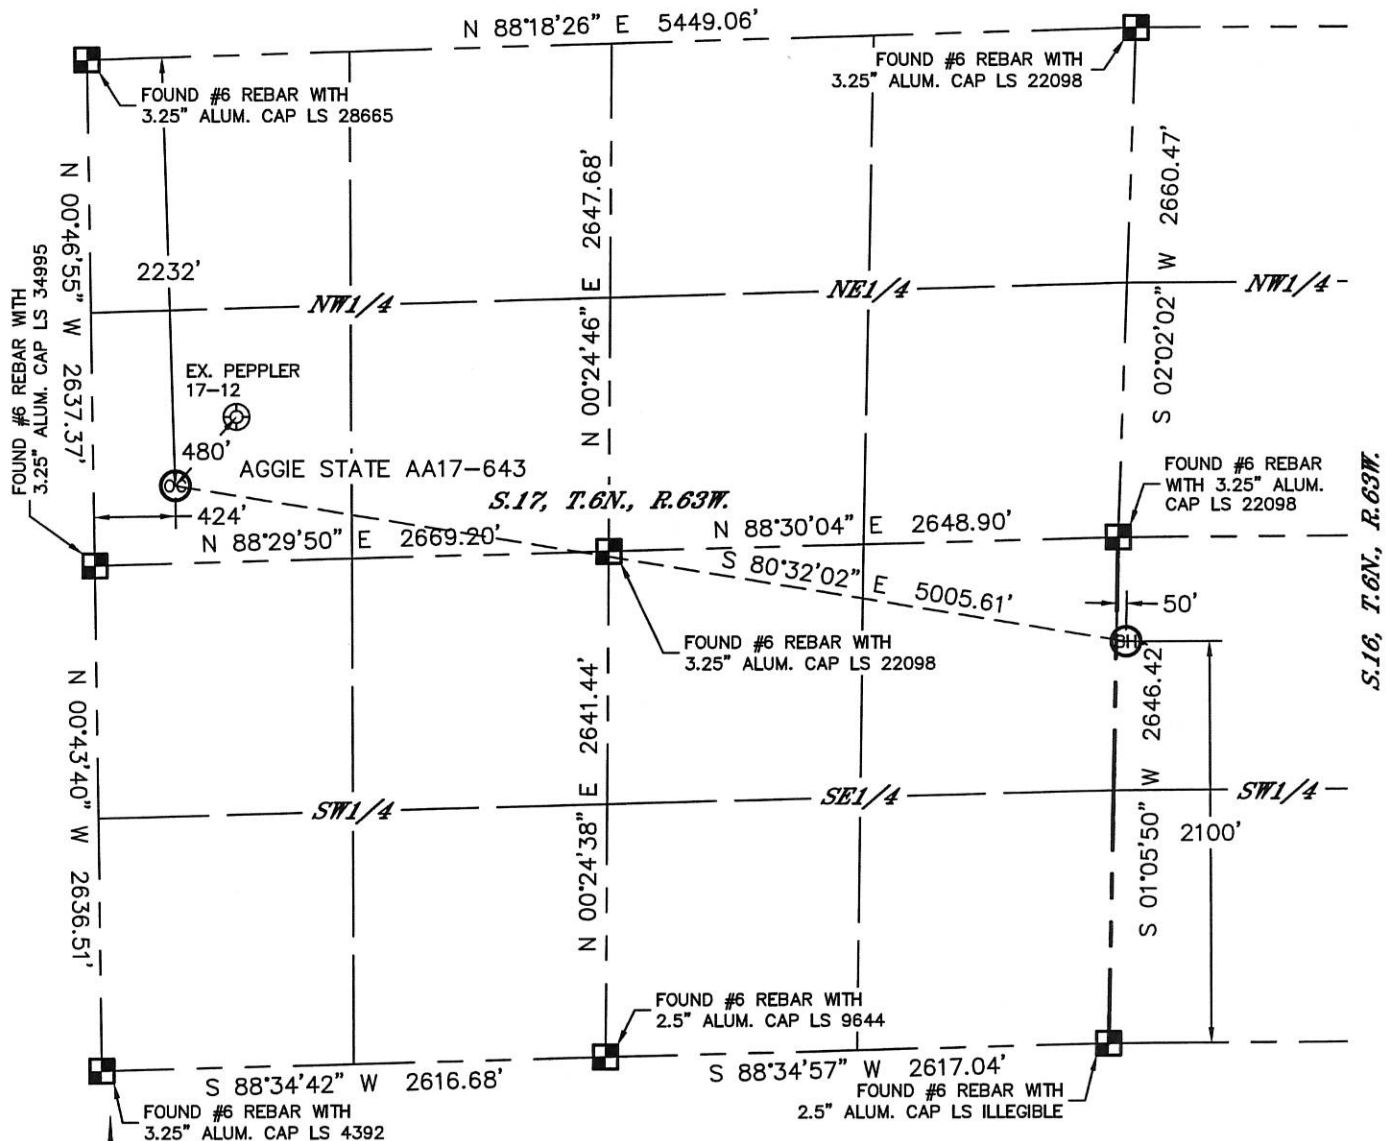 N 88°18'26" E 5449.06'
FOUND #6 REBAR WITH
3.25" ALUM. CAP LS 28665
FOUND #6 REBAR WITH
3.25" ALUM. CAP LS 22098
N 00°46'55" W 2637.37'
2232'
N 00°24'46" E 2647.68'
S 02°02'02" W 2660.47'
NW1/4
NE1/4
NW1/4
FOUND #6 REBAR WITH
3.25" ALUM. CAP LS 34995
EX. PEPPLER
17-12
480'
AGGIE STATE AA17-643
OG
424'
S.17, T.6N., R.63W.
FOUND #6 REBAR
WITH 3.25" ALUM.
CAP LS 22098
S.16, T.6N., R.63W.
N 88°29'50" E 2669.20'
N 88°30'04" E 2648.90'
S 80°32'02" E 5005.61'
50'
BH
FOUND #6 REBAR WITH
3.25" ALUM. CAP LS 22098
N 00°43'40" W 2636.51'
N 00°24'38" E 2641.44'
S 01°05'50" W 2646.42'
SW1/4
SE1/4
SW1/4
2100'
FOUND #6 REBAR WITH
2.5" ALUM. CAP LS 9644
S 88°34'42" W 2616.68'
S 88°34'57" W 2617.04'
FOUND #6 REBAR WITH
3.25" ALUM. CAP LS 4392
FOUND #6 REBAR WITH
2.5" ALUM. CAP LS ILLEGIBLE